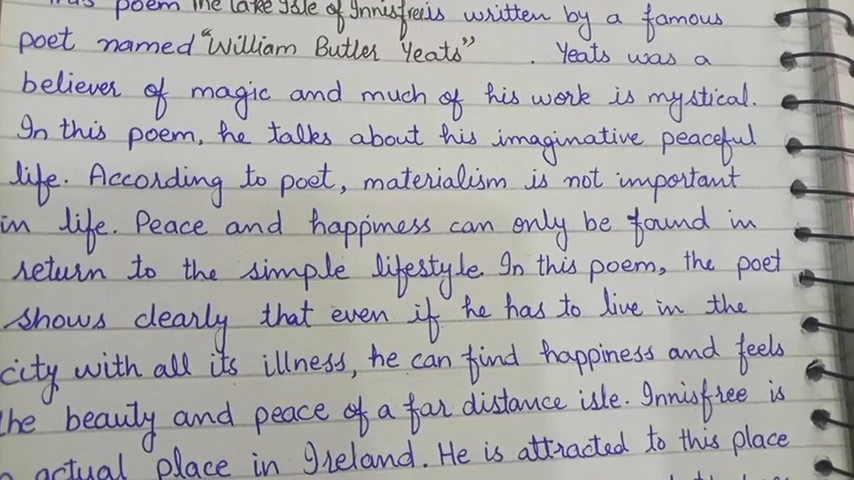 poem The lake Isle of Innisfree is written by a famous
poet named "William Butler Yeats" . Yeats was a
believer of magic and much of his work is mystical.
In this poem, he talks about his imaginative peaceful
life. According to poet, materialism is not important
in life. Peace and happiness can only be found in
return to the simple lifestyle. In this poem, the poet
shows clearly that even if he has to live in the
city with all its illness, he can find happiness and feels
the beauty and peace of a far distance isle. Innisfree is
actual place in Ireland. He is attracted to this place